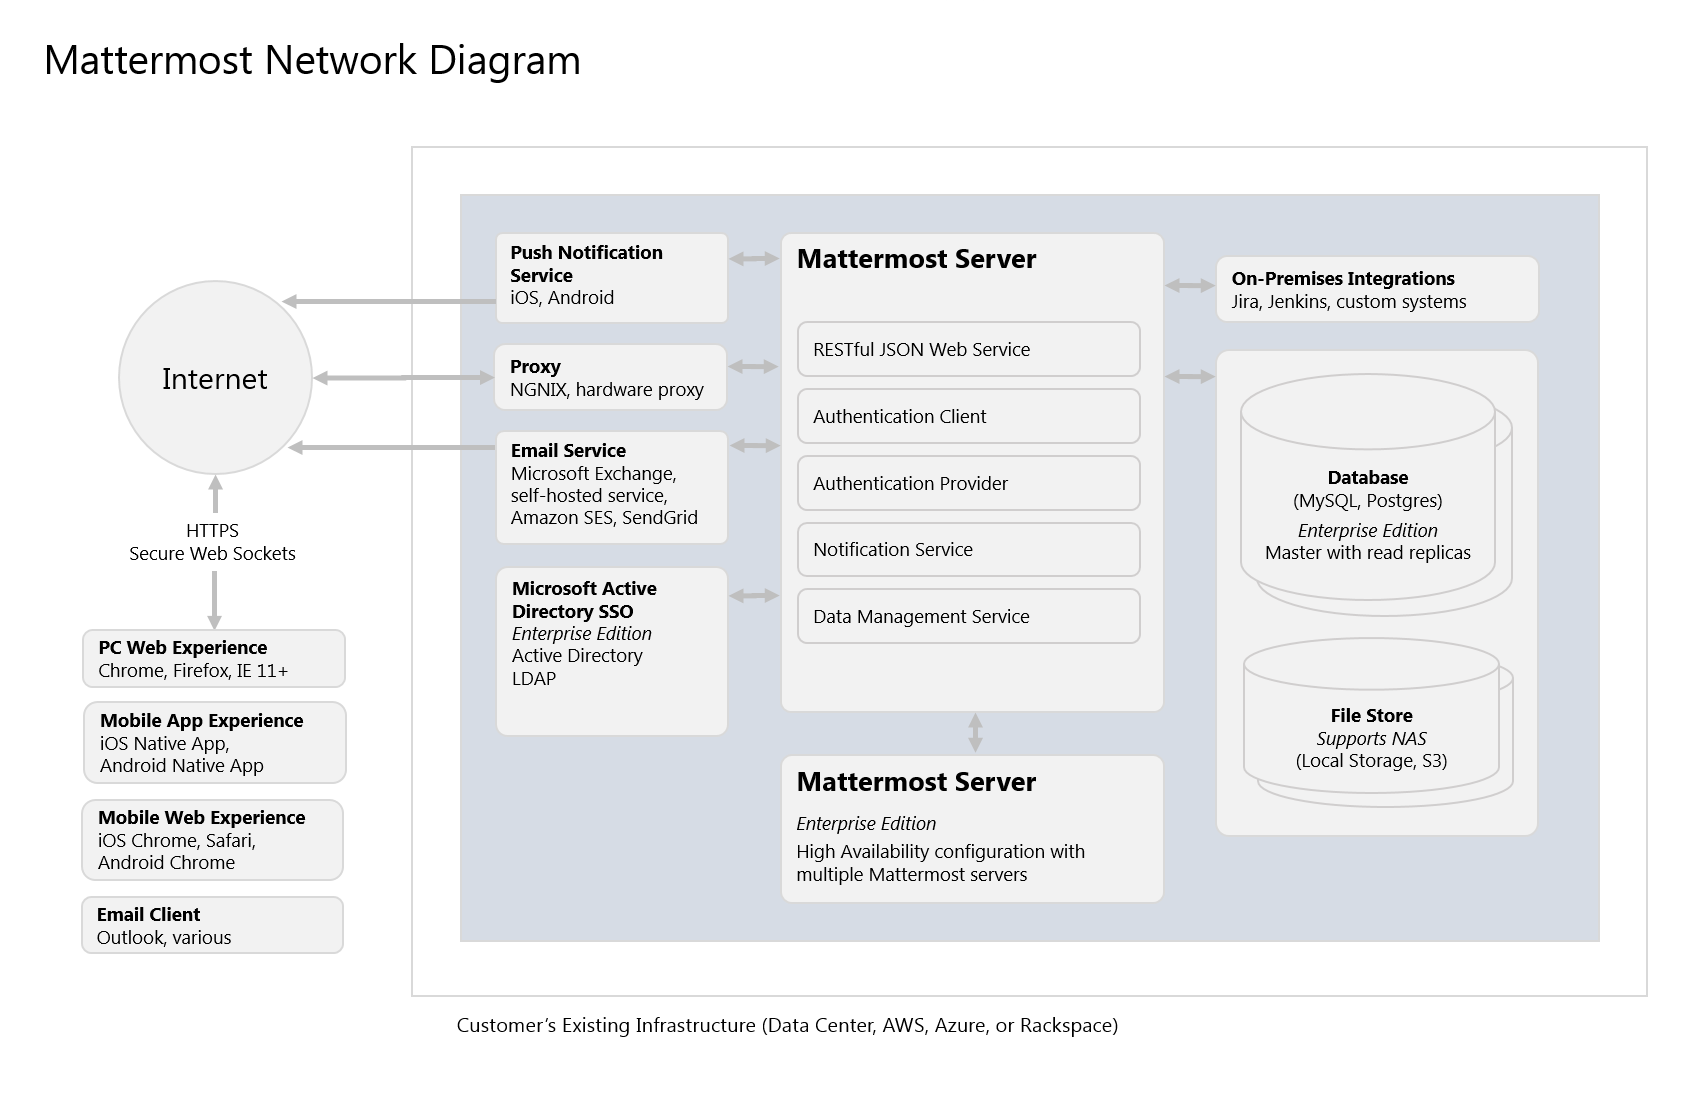 Mattermost Network Diagram
Internet
HTTPS
Secure Web Sockets
PC Web Experience
Chrome, Firefox, IE 11+
Mobile App Experience
iOS Native App,
Android Native App
Mobile Web Experience
iOS Chrome, Safari,
Android Chrome
Email Client
Outlook, various
Push Notification
Service
iOS, Android
Proxy
NGNIX, hardware proxy
Email Service
Microsoft Exchange,
self-hosted service,
Amazon SES, SendGrid
Microsoft Active
Directory SSO
Enterprise Edition
Active Directory
LDAP
Mattermost Server
RESTful JSON Web Service
Authentication Client
Authentication Provider
Notification Service
Data Management Service
Mattermost Server
Enterprise Edition
High Availability configuration with
multiple Mattermost servers
On-Premises Integrations
Jira, Jenkins, custom systems
Database
(MySQL, Postgres)
Enterprise Edition
Master with read replicas
File Store
Supports NAS
(Local Storage, S3)
Customer’s Existing Infrastructure (Data Center, AWS, Azure, or Rackspace)